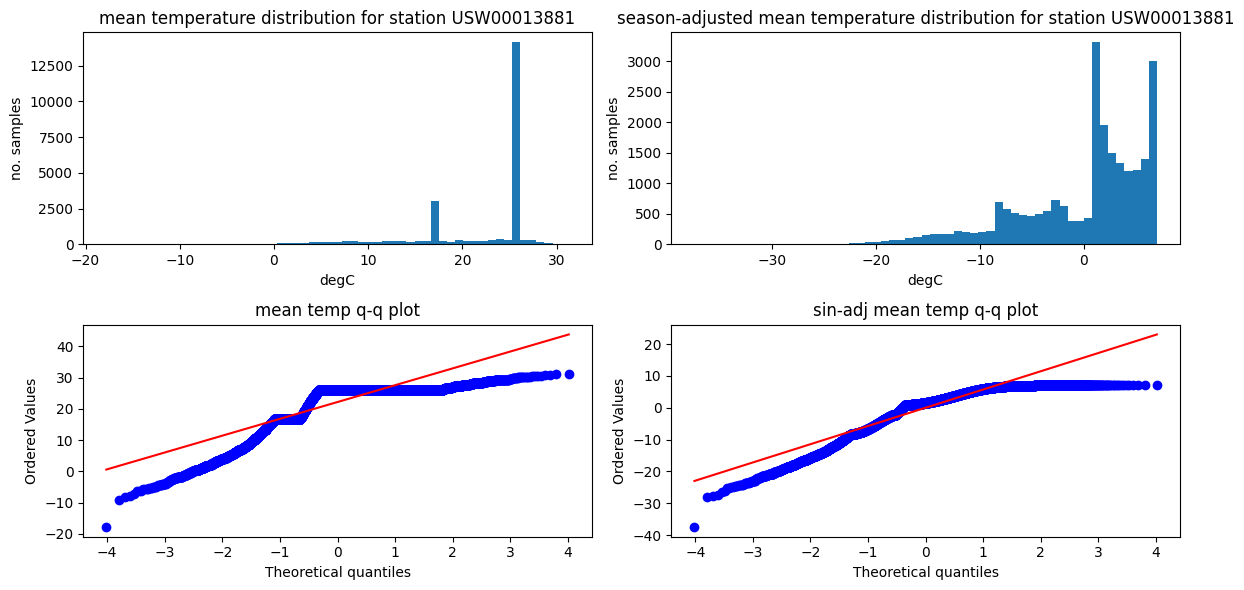 mean temperature distribution for station USW00013881
no. samples
12500
10000
7500
5000
2500
0
−20 −10 0 10 20 30
degC
season-adjusted mean temperature distribution for station USW00013881
no. samples
3000
2500
2000
1500
1000
500
0
−30 −20 −10 0
degC
mean temp q-q plot
Ordered Values
40
30
20
10
0
−10
−20
−4 −3 −2 −1 0 1 2 3 4
Theoretical quantiles
sin-adj mean temp q-q plot
Ordered Values
20
10
0
−10
−20
−30
−40
−4 −3 −2 −1 0 1 2 3 4
Theoretical quantiles